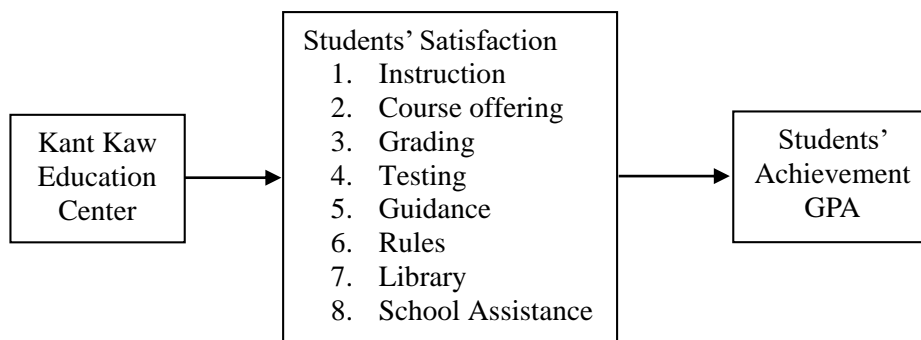 Kant Kaw
Education
Center
Students’ Satisfaction
1. Instruction
2. Course offering
3. Grading
4. Testing
5. Guidance
6. Rules
7. Library
8. School Assistance
Students’
Achievement
GPA